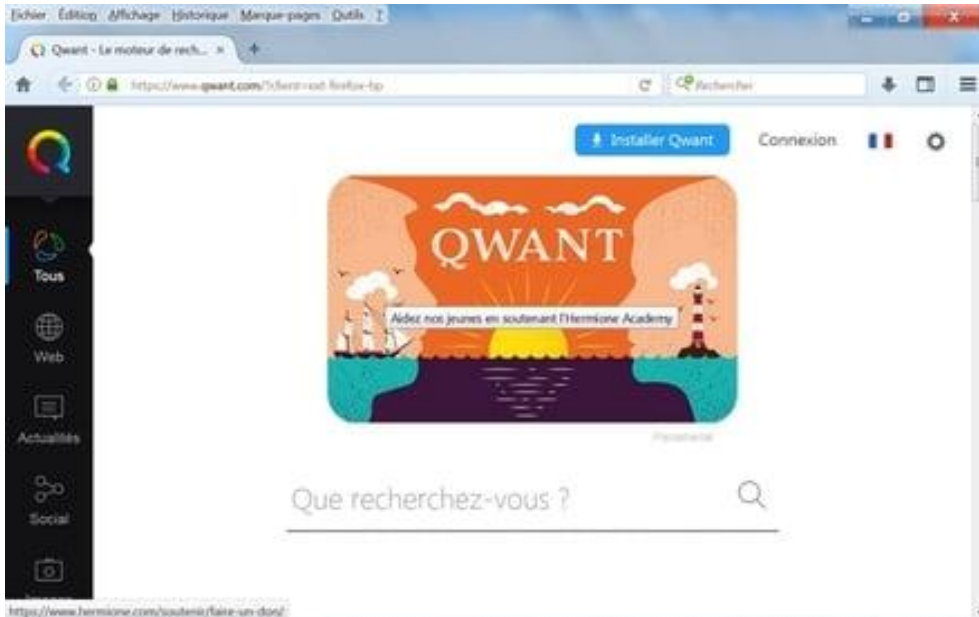 Fichier Édition Affichage Historique Marque-pages Outils ?
Qwant - Le moteur de rech...
https://www.qwant.com/?client=ext-firefox-hp
Rechercher
Installer Qwant
Connexion
Tous
Web
Actualités
Social
QWANT
Aidez nos jeunes en soutenant l'Hermione Academy
Partenariat
Que recherchez-vous ?
https://www.hermione.com/soutenir/faire-un-don/